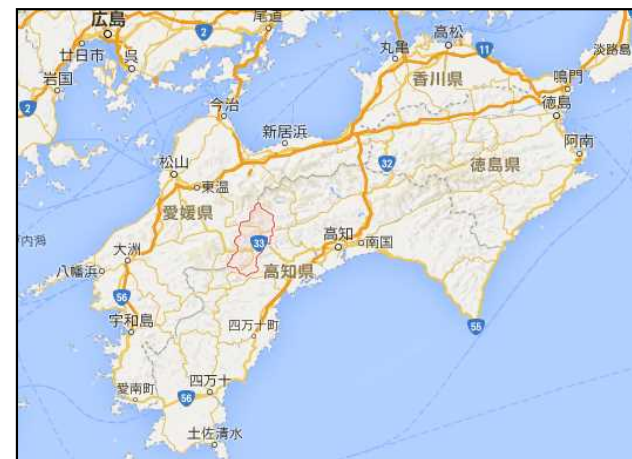 広島
尾道
2
廿日市
呉
丸亀
高松
11
淡路島
岩国
2
香川県
鳴門
今治
徳島
新居浜
阿南
松山
32
徳島県
東温
愛媛県
内海
大洲
33
高知
南国
八幡浜
高知県
56
宇和島
四万十町
55
愛南町
四万十
56
土佐清水